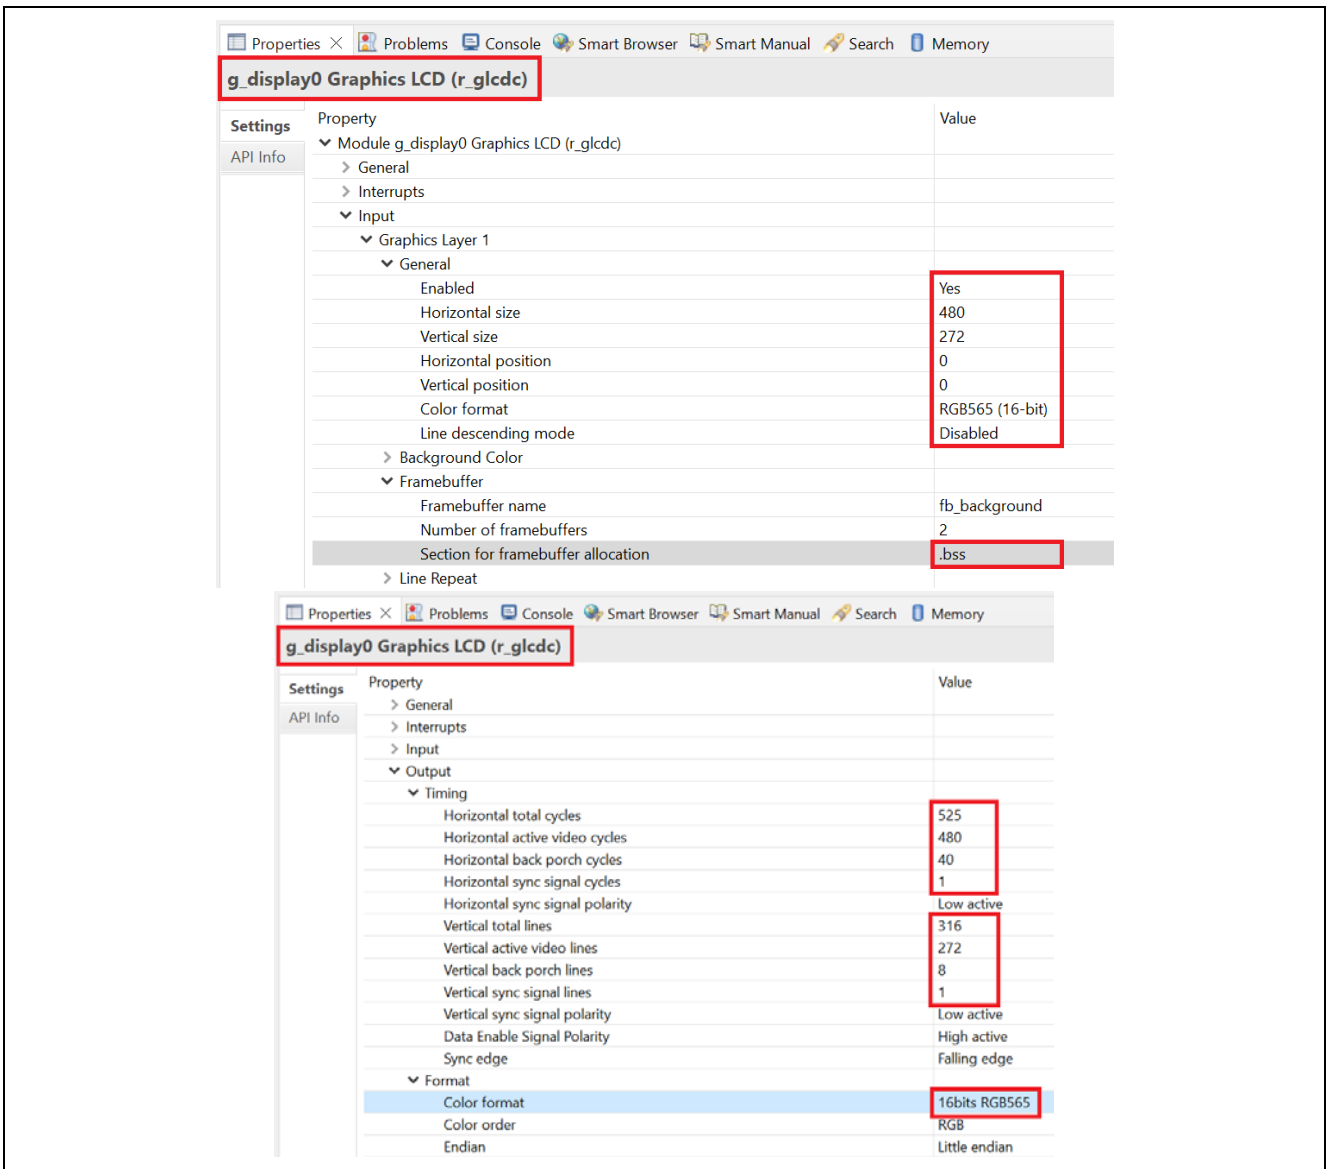 Properties Problems Console Smart Browser Smart Manual Search Memory
g_display0 Graphics LCD (r_glcdc)
Settings
API Info
Property Value
Module g_display0 Graphics LCD (r_glcdc)
General
Interrupts
Input
Graphics Layer 1
General
Enabled Yes
Horizontal size 480
Vertical size 272
Horizontal position 0
Vertical position 0
Color format RGB565 (16-bit)
Line descending mode Disabled
Background Color
Framebuffer
Framebuffer name fb_background
Number of framebuffers 2
Section for framebuffer allocation .bss
Line Repeat
Properties Problems Console Smart Browser Smart Manual Search Memory
g_display0 Graphics LCD (r_glcdc)
Settings
API Info
Property Value
General
Interrupts
Input
Output
Timing
Horizontal total cycles 525
Horizontal active video cycles 480
Horizontal back porch cycles 40
Horizontal sync signal cycles 1
Horizontal sync signal polarity Low active
Vertical total lines 316
Vertical active video lines 272
Vertical back porch lines 8
Vertical sync signal lines 1
Vertical sync signal polarity Low active
Data Enable Signal Polarity High active
Sync edge Falling edge
Format
Color format 16bits RGB565
Color order RGB
Endian Little endian